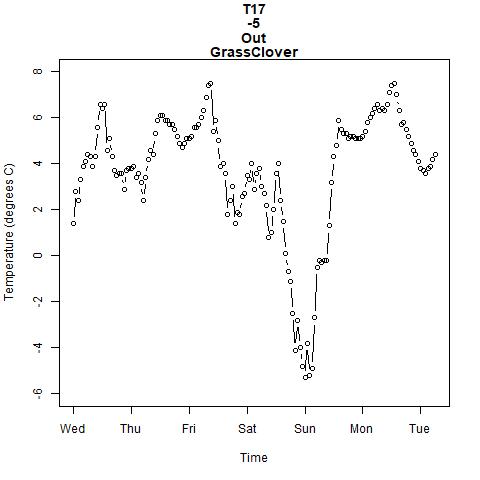 T17
-5
Out
GrassClover
Temperature (degrees C)
8
6
4
2
0
-2
-4
-6
Wed Thu Fri Sat Sun Mon Tue
Time